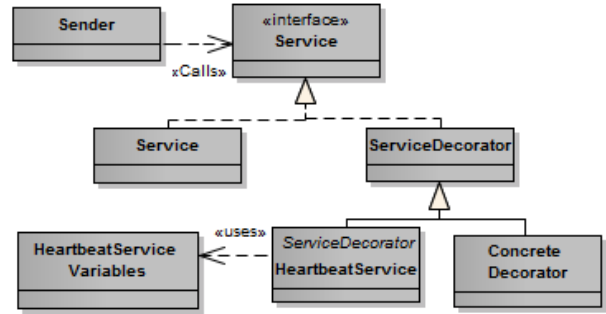 Sender
«interface»
Service
«Calls»
Service
ServiceDecorator
«uses»
HeartbeatService
Variables
ServiceDecorator
HeartbeatService
Concrete
Decorator